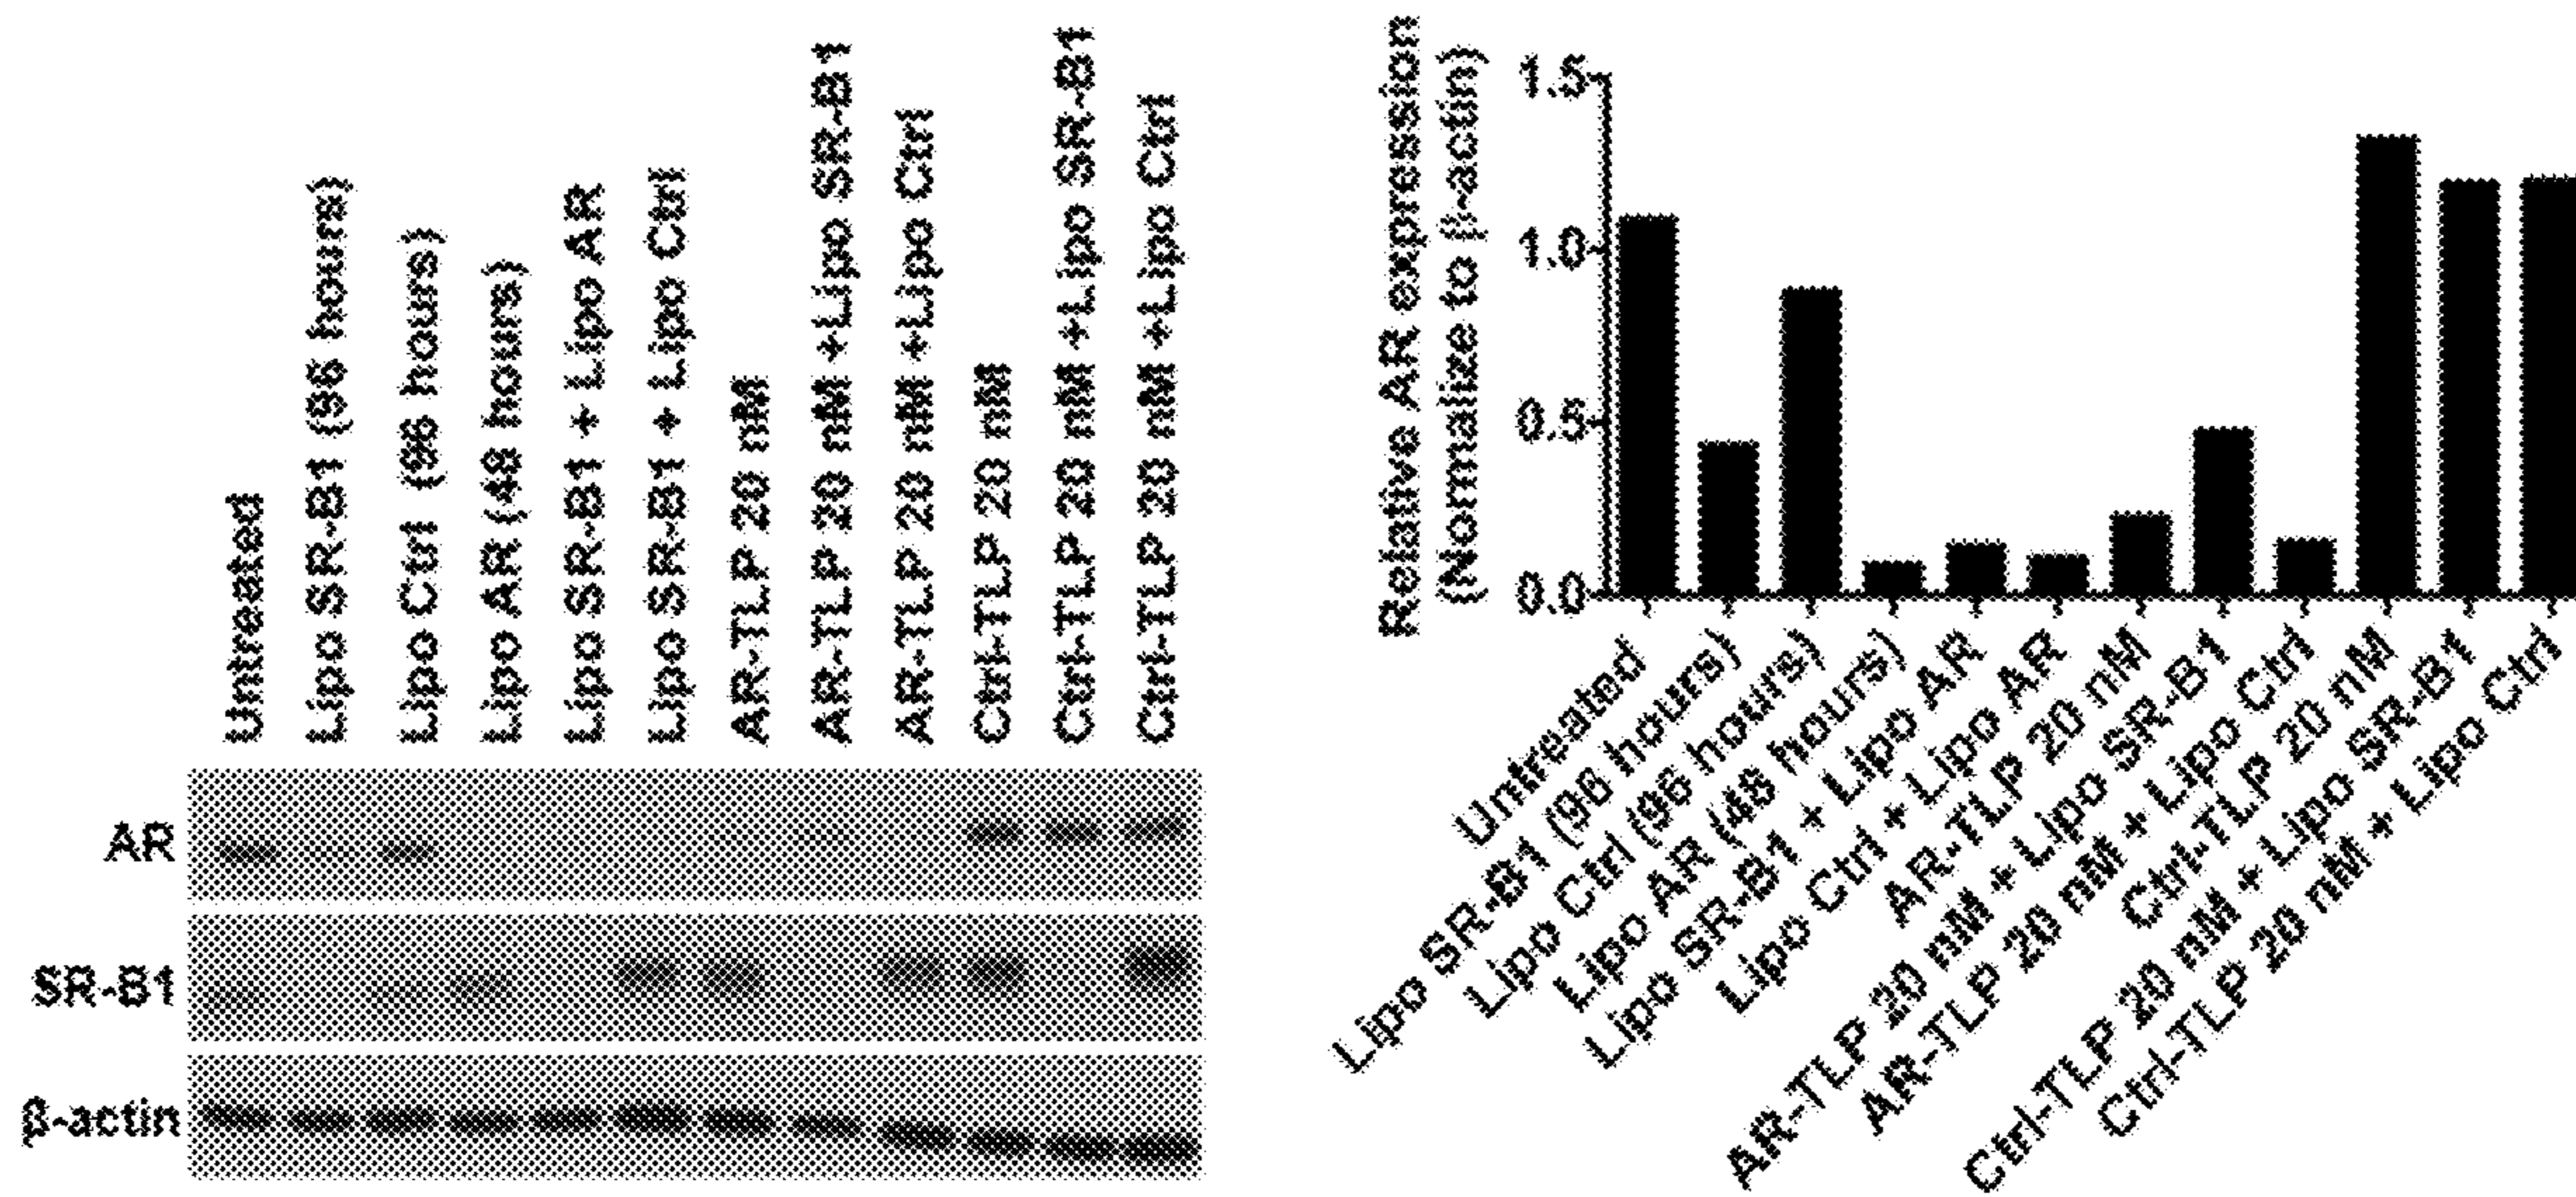 Untreated
Lipo SR-B1 (96 hours)
Lipo Ctrl (96 hours)
Lipo AR (48 hours)
Lipo SR-B1 + Lipo AR
Lipo SR-B1 + Lipo Ctrl
AR-TLP 20 nM
AR-TLP 20 nM +Lipo SR-B1
AR-TLP 20 nM +Lipo Ctrl
Ctrl-TLP 20 nM
Ctrl-TLP 20 nM +Lipo SR-B1
Ctrl-TLP 20 nM +Lipo Ctrl
AR
SR-B1
β-actin
Relative AR expression
(Normalize to β-actin)
1.5
1.0
0.5
0.0
Untreated
Lipo SR-B1 (96 hours)
Lipo Ctrl (96 hours)
Lipo AR (48 hours)
Lipo SR-B1 + Lipo AR
Lipo Ctrl + Lipo AR
AR-TLP 20 nM
AR-TLP 20 nM + Lipo SR-B1
AR-TLP 20 nM + Lipo Ctrl
Ctrl-TLP 20 nM
Ctrl-TLP 20 nM + Lipo SR-B1
Ctrl-TLP 20 nM + Lipo Ctrl